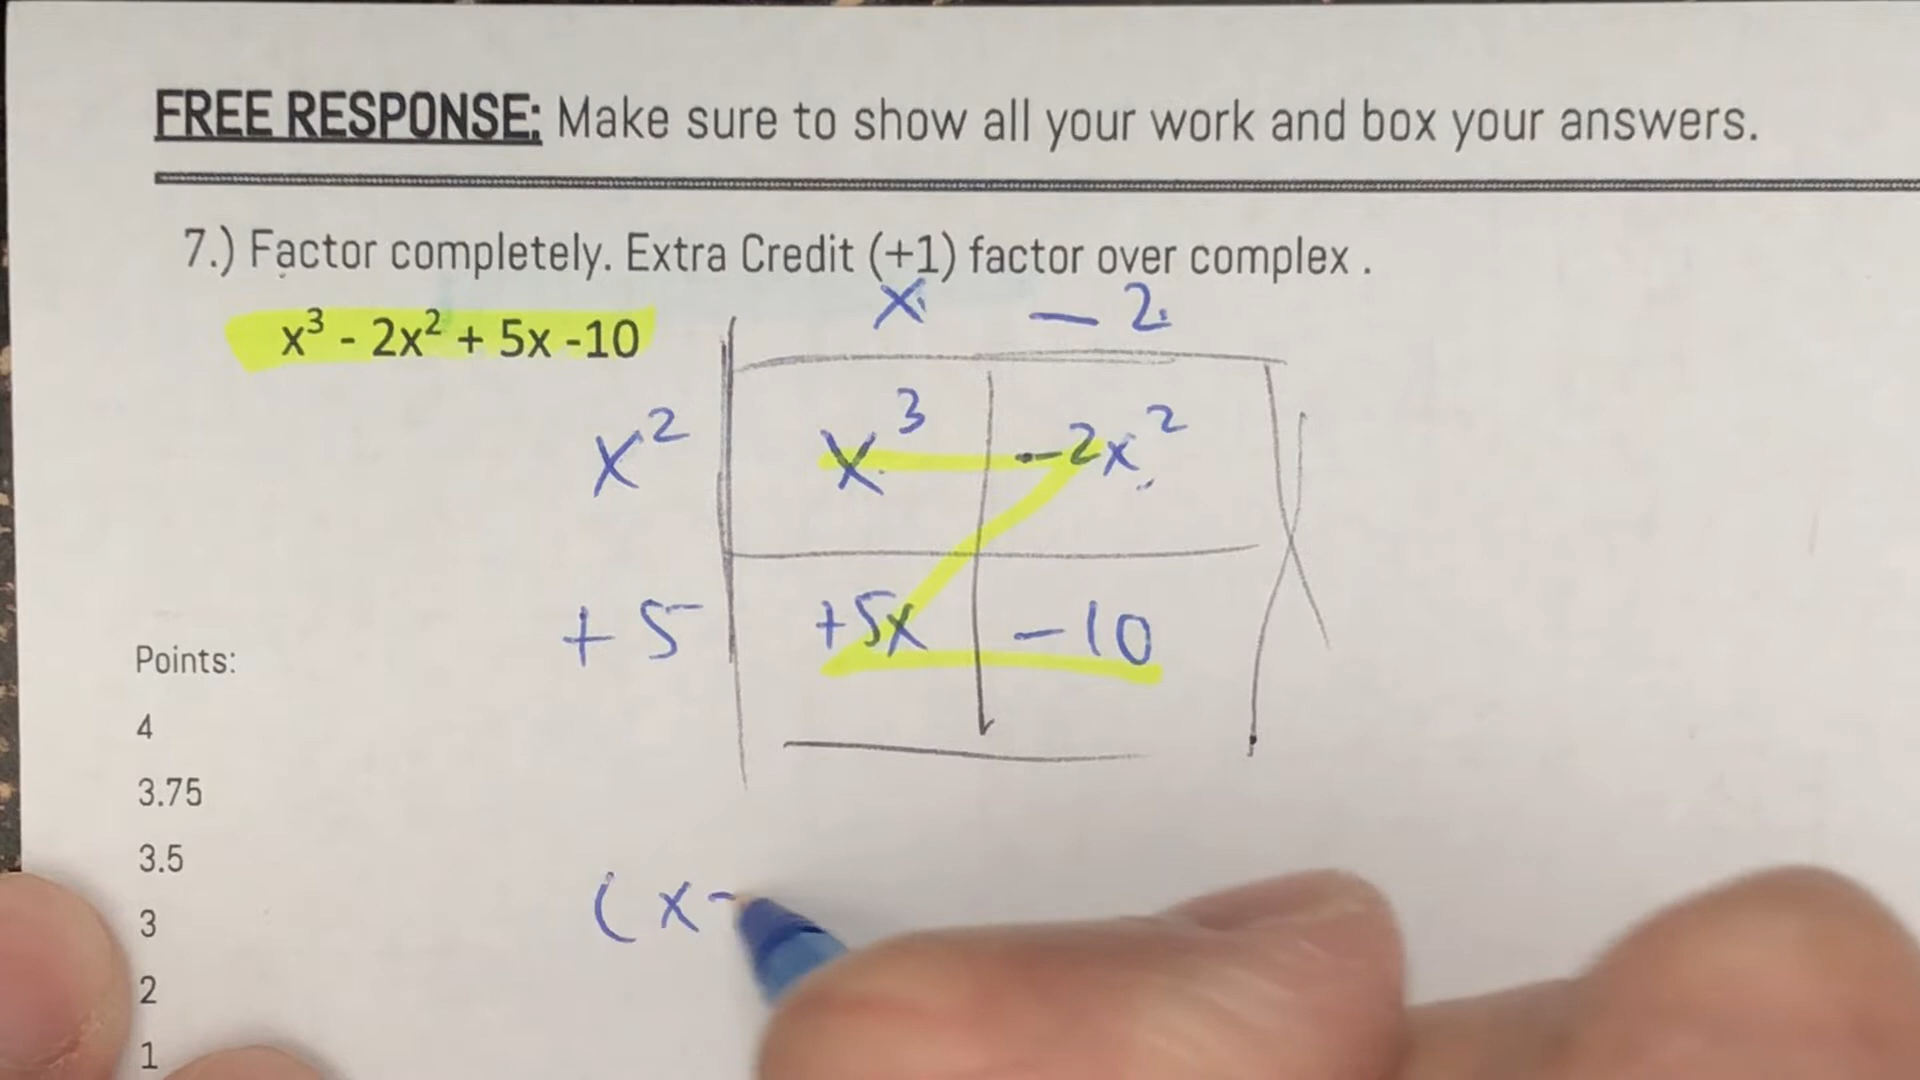 FREE RESPONSE: Make sure to show all your work and box your answers.
7.) Factor completely. Extra Credit (+1) factor over complex .
x³ - 2x² + 5x -10
x - 2
x² x³ -2x²
+5 +5x -10
Points:
4
3.75
3.5
(x-
3
2
1